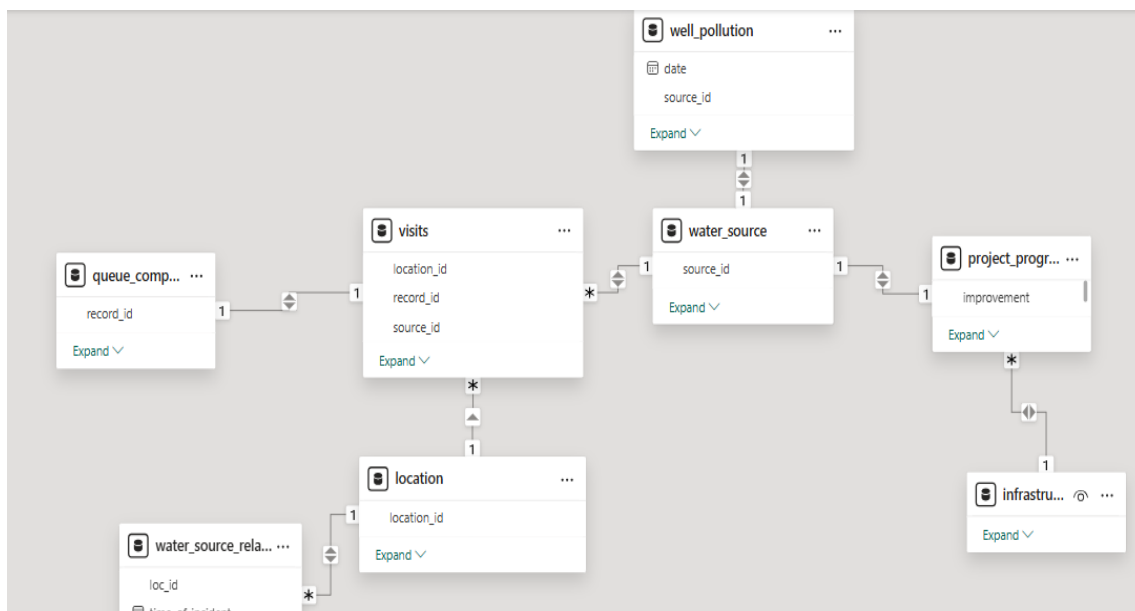 well_pollution ...
date
source_id
Expand
1
1
visits ...
location_id
record_id
source_id
Expand
water_source ...
source_id
Expand
queue_comp... ...
record_id
Expand
project_progr... ...
improvement
Expand
1
1
*
1
1
1
*
*
1
1
location ...
location_id
Expand
infrastru... ...
Expand
1
*
water_source_rela... ...
loc_id